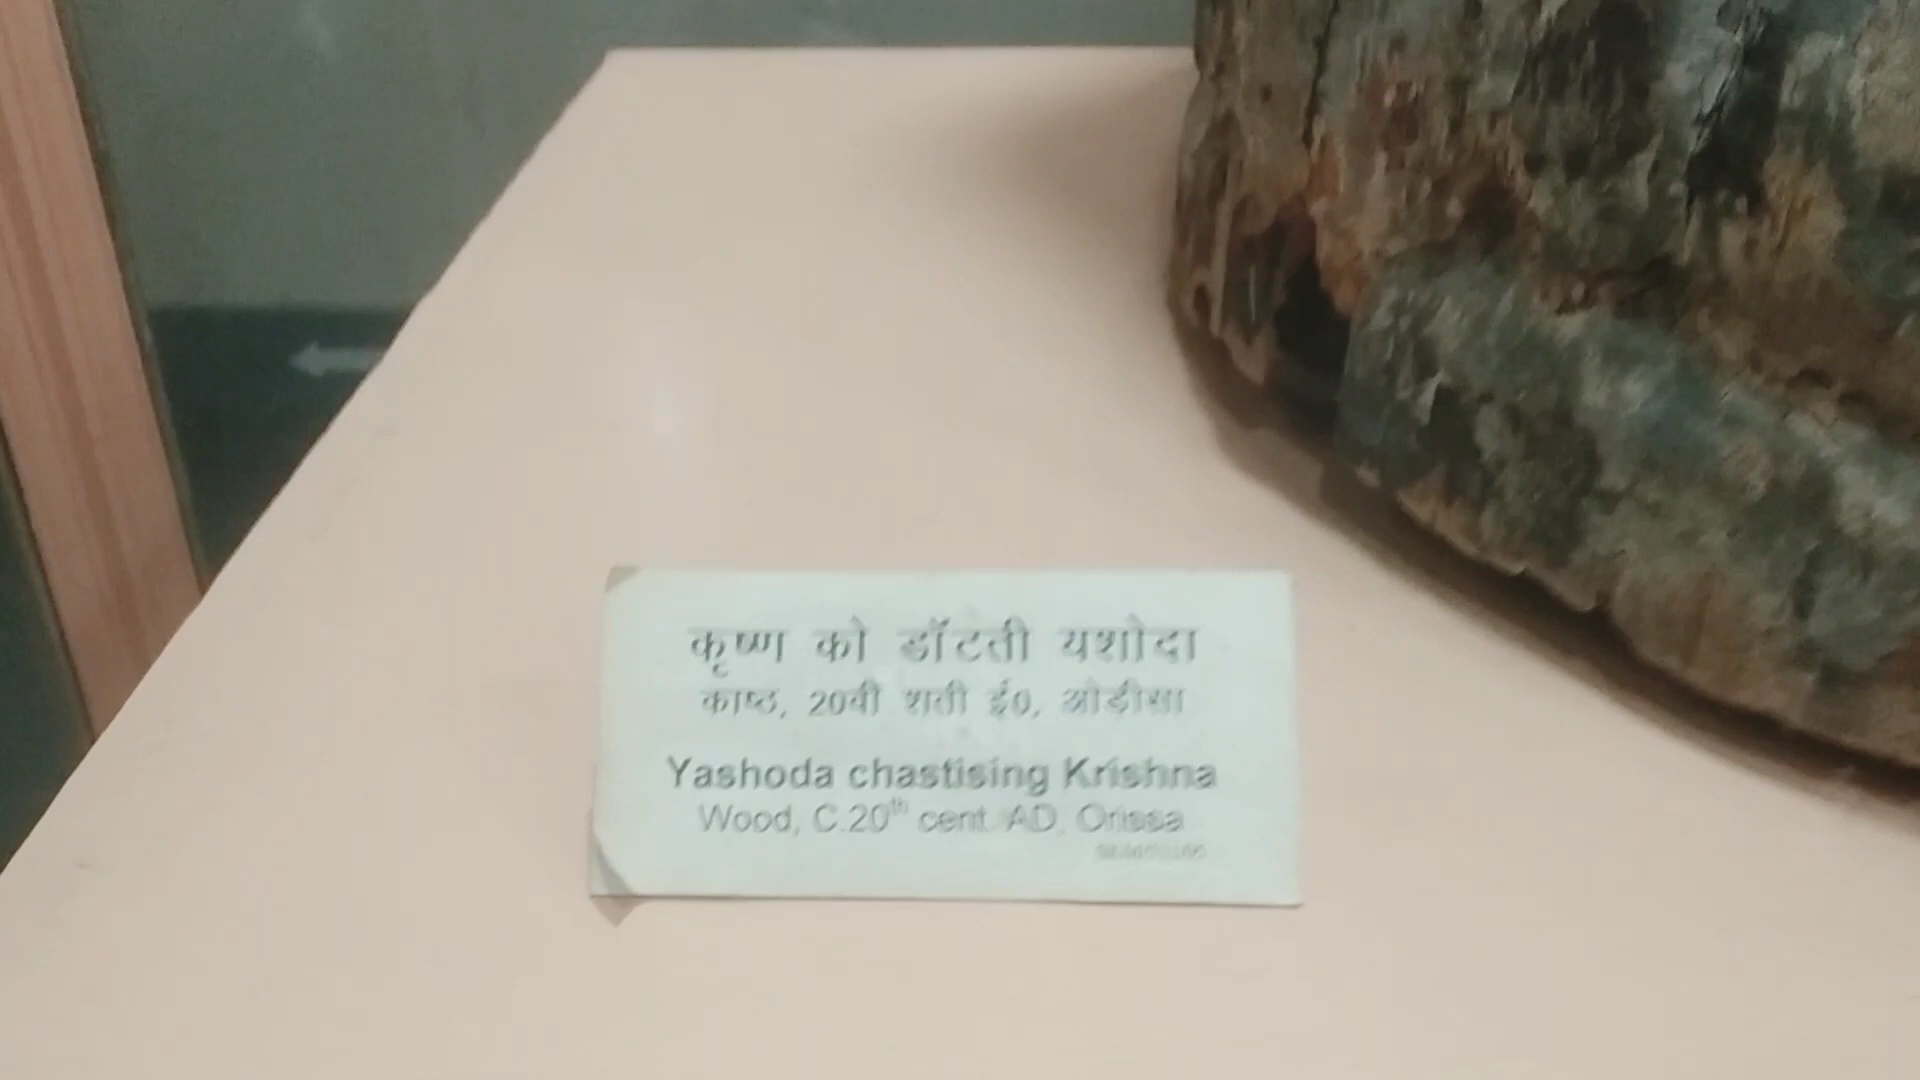 कृष्ण को डाँटती यशोदा
काष्ठ, 20वी शती ई0, ओडीसा
Yashoda chastising Krishna
Wood, C.20th cent. AD, Orissa